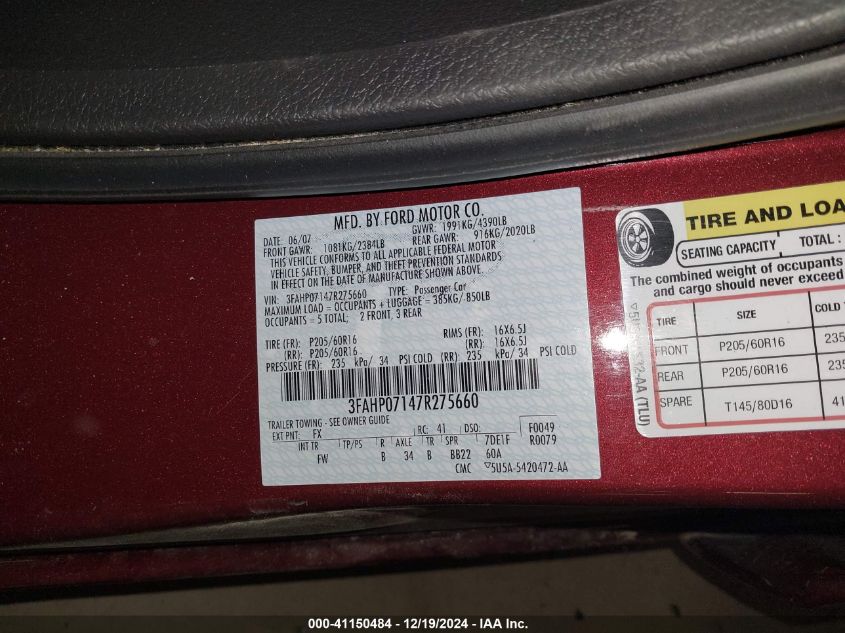 MFD. BY FORD MOTOR CO.
DATE: 06/07 GVWR: 1991KG/4390LB
FRONT GAWR: 1081KG/2384LB REAR GAWR: 916KG/2020LB
THIS VEHICLE CONFORMS TO ALL APPLICABLE FEDERAL MOTOR
VEHICLE SAFETY, BUMPER, AND THEFT PREVENTION STANDARDS
IN EFFECT ON THE DATE OF MANUFACTURE SHOWN ABOVE.
VIN: 3FAHP07147R275660 TYPE: Passenger Car
MAXIMUM LOAD = OCCUPANTS + LUGGAGE = 385KG/ 850LB
OCCUPANTS = 5 TOTAL; 2 FRONT, 3 REAR
TIRE (FR): P205/60R16 RIMS (FR): 16X6.5J
(RR): P205/60R16 (RR): 16X6.5J
PSI/PRESS (FR): 235 kPa/ 34 PSI COLD (RR): 235 kPa/ 34 PSI COLD
3FAHP07147R275660
TRAILER TOWING - SEE OWNER GUIDE
EXT PNT: FX RC: 41 DSO: F0049
INT TR TP/PS R AXLE TR SPR 7DE1F R0079
FW B 34 B BB22 60A
CMC ▽5U5A-5420472-AA
TIRE AND LOA
SEATING CAPACITY TOTAL :
The combined weight of occupants
and cargo should never exceed
TIRE SIZE COLD T
FRONT P205/60R16 235
REAR P205/60R16 235
SPARE T145/80D16 41
72-AA (TLU)
000-41150484 - 12/19/2024 - IAA Inc.